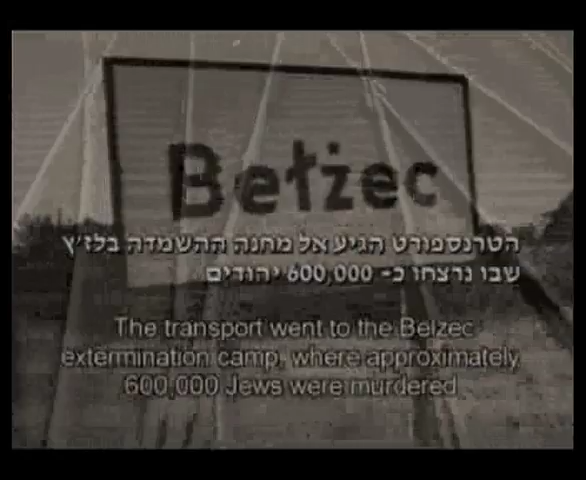 Bełżec
הטרנספורט הגיע אל מחנה ההשמדה בלז'ץ
שבו נרצחו כ- 600,000 יהודים
The transport went to the Belzec
extermination camp, where approximately
600,000 Jews were murdered